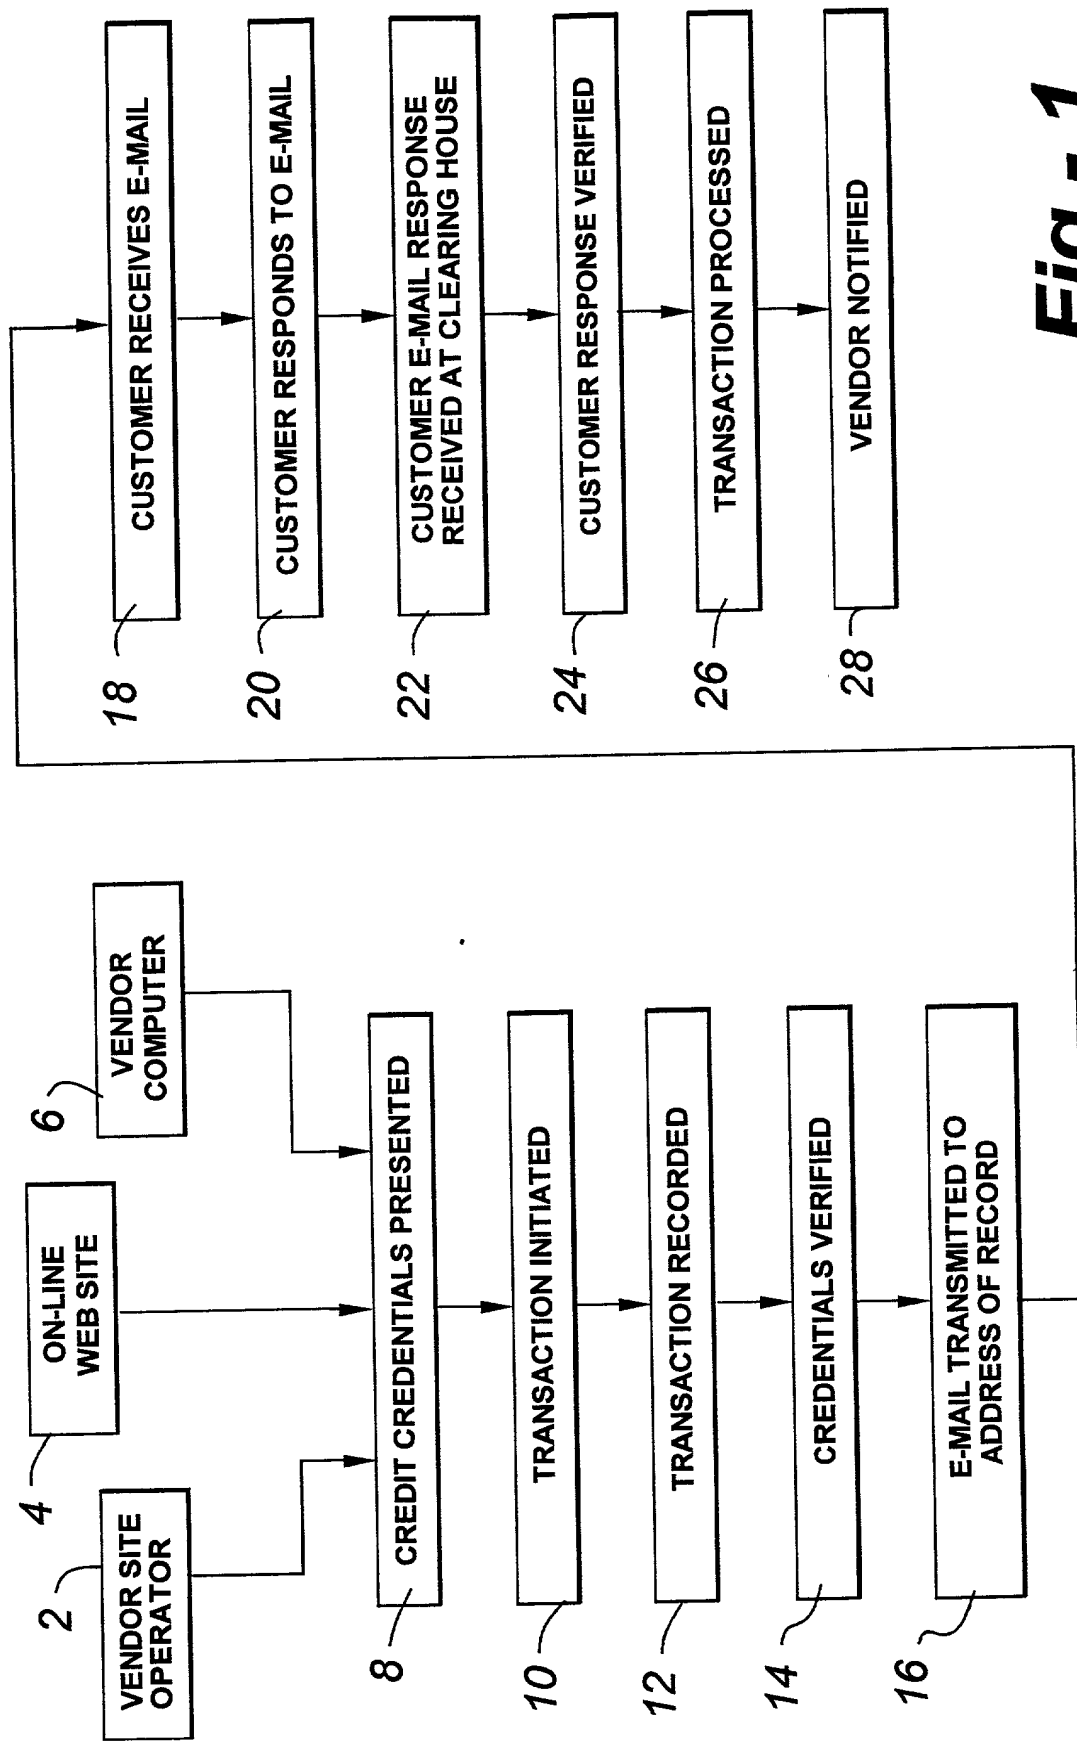 2
VENDOR SITE
OPERATOR
4
ON-LINE
WEB SITE
6
VENDOR
COMPUTER
8
CREDIT CREDENTIALS PRESENTED
10
TRANSACTION INITIATED
12
TRANSACTION RECORDED
14
CREDENTIALS VERIFIED
16
E-MAIL TRANSMITTED TO
ADDRESS OF RECORD
18
CUSTOMER RECEIVES E-MAIL
20
CUSTOMER RESPONDS TO E-MAIL
22
CUSTOMER E-MAIL RESPONSE
RECEIVED AT CLEARING HOUSE
24
CUSTOMER RESPONSE VERIFIED
26
TRANSACTION PROCESSED
28
VENDOR NOTIFIED
Fig - 1